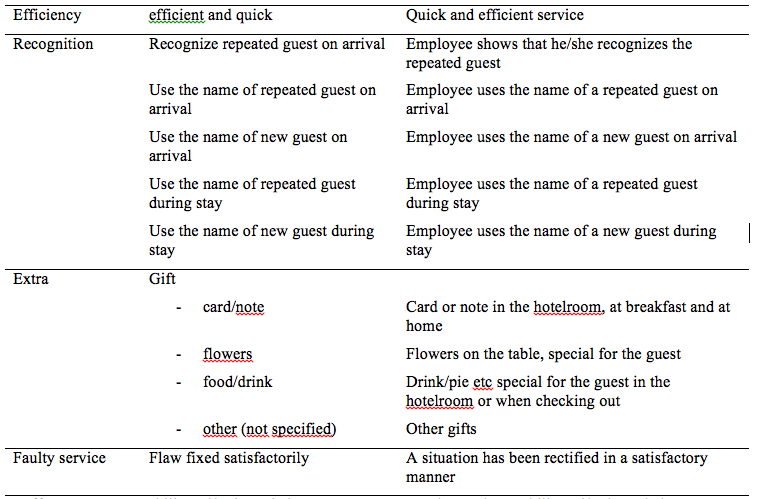 Efficiency efficient and quick Quick and efficient service
Recognition Recognize repeated guest on arrival Employee shows that he/she recognizes the
repeated guest
Use the name of repeated guest on Employee uses the name of a repeated guest on
arrival arrival
Use the name of new guest on Employee uses the name of a new guest on arrival
arrival
Use the name of repeated guest Employee uses the name of a repeated guest
during stay during stay
Use the name of new guest during Employee uses the name of a new guest during
stay stay
Extra Gift
- card/note Card or note in the hotelroom, at breakfast and at
home
- flowers Flowers on the table, special for the guest
- food/drink Drink/pie etc special for the guest in the
hotelroom or when checking out
- other (not specified) Other gifts
Faulty service Flaw fixed satisfactorily A situation has been rectified in a satisfactory
manner